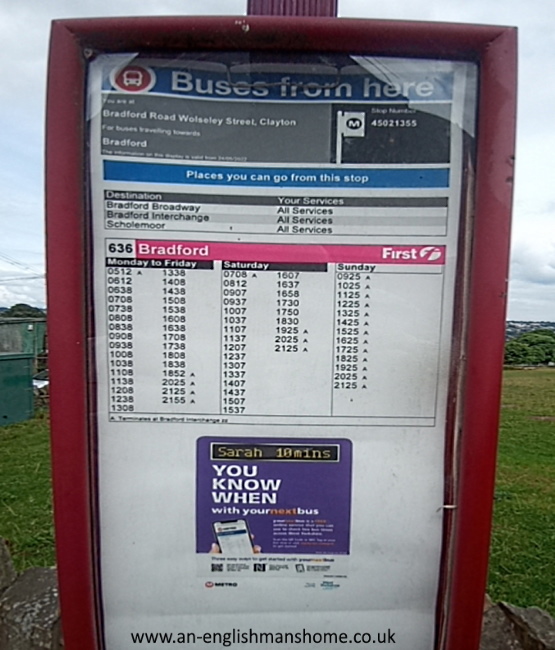 Buses from here
You are at
Bradford Road Wolseley Street, Clayton
For buses travelling towards
Bradford
Stop Number
M 45021355
Places you can go from this stop
Destination Your Services
Bradford Broadway All Services
Bradford Interchange All Services
Scholemoor All Services
636 Bradford First
Monday to Friday Saturday Sunday
0512 A 1338 0708 A 1607 0925 A
0612 1408 0812 1637 1025 A
0638 1438 0907 1658 1125 A
0708 1508 0937 1730 1225 A
0738 1538 1007 1750 1325 A
0808 1608 1037 1830 1425 A
0838 1638 1107 1925 A 1525 A
0908 1708 1137 2025 A 1625 A
0938 1738 1207 2125 A 1725 A
1008 1808 1237 1825 A
1038 1838 1307 1925 A
1108 1852 A 1337 2025 A
1138 2025 A 1407 2125 A
1208 2125 A 1437
1238 2155 A 1507
1308 1537
A: Terminates at Bradford Interchange
Sarah 10mins
YOU
KNOW
WHEN
with yournextbus
METRO
www.an-englishmanshome.co.uk